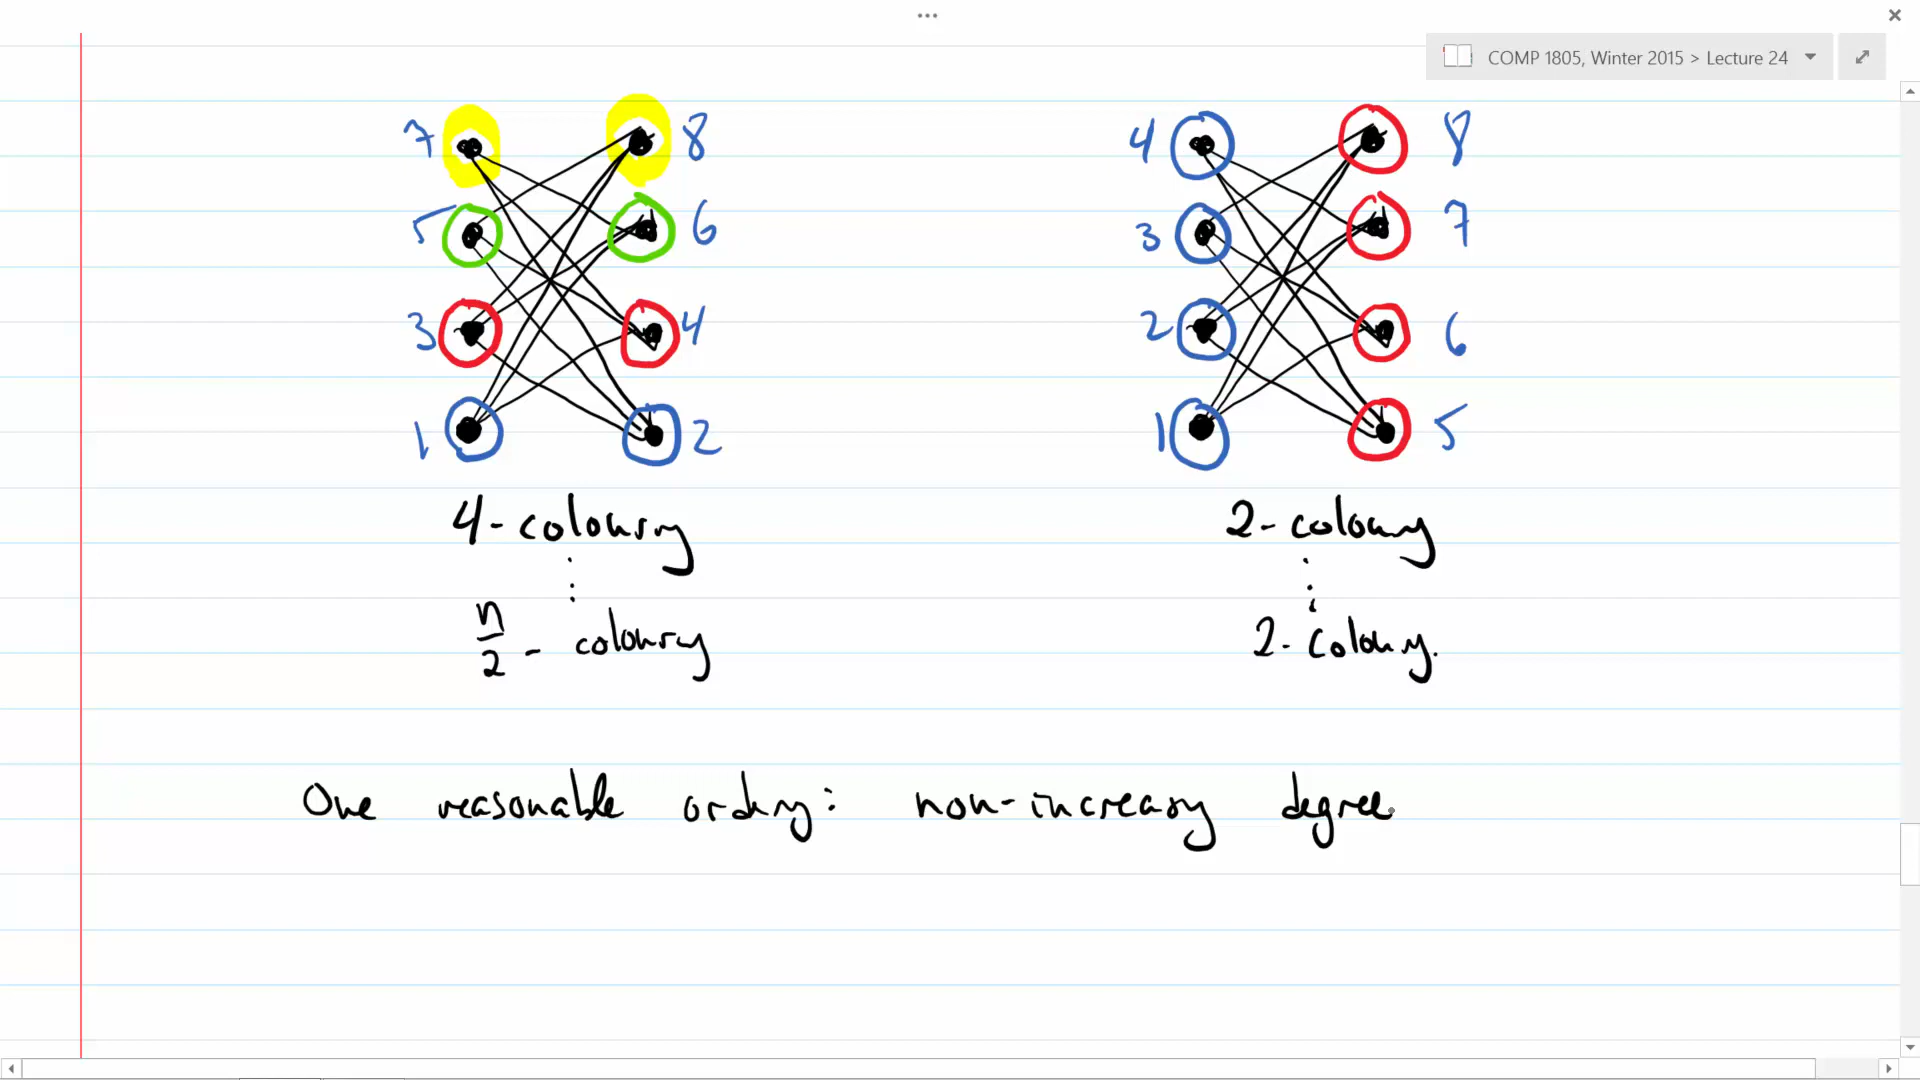 COMP 1805, Winter 2015 > Lecture 24
7 8 4 8
5 6 3 7
3 4 2 6
1 2 1 5
4-colouring 2-colouring
n/2 - colouring 2-colouring.
One reasonable ordering: non-increasing degree.